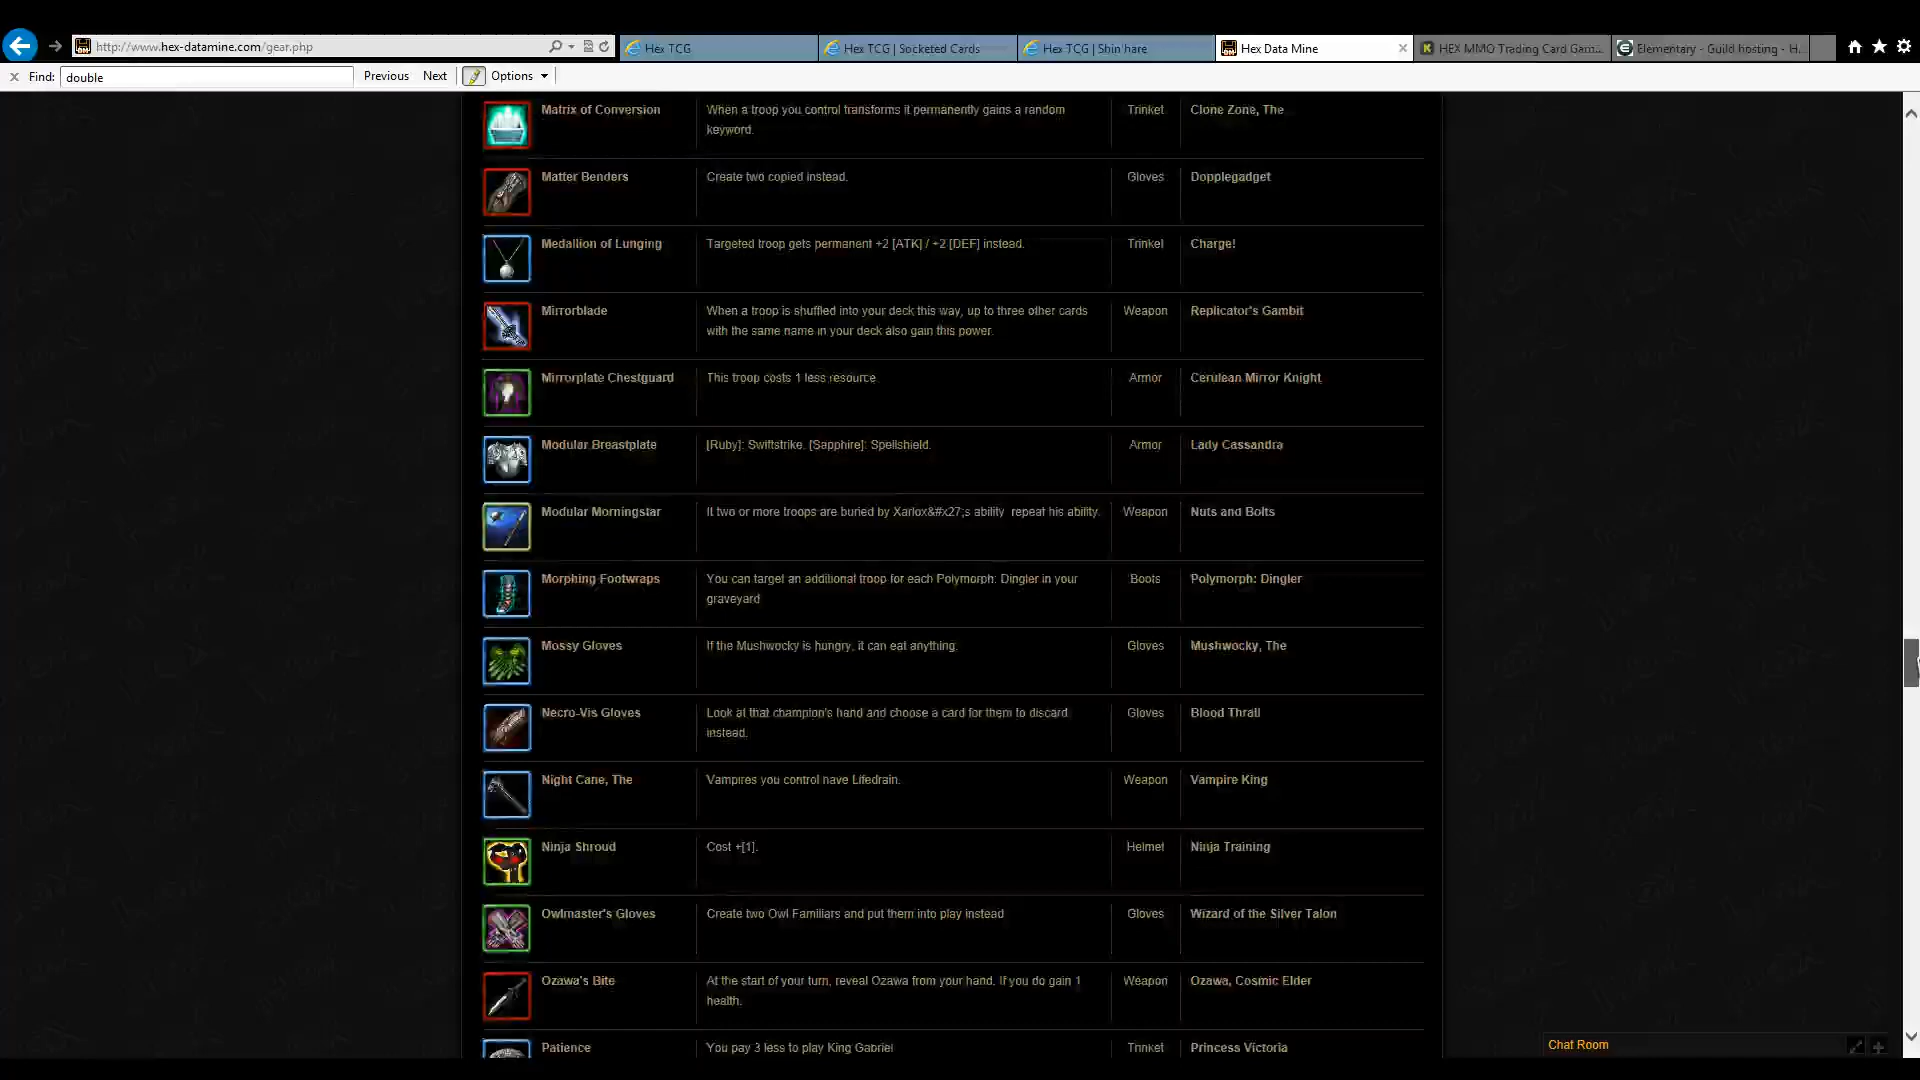 http://www.hex-datamine.com/gear.php
Hex TCG
Hex TCG | Socketed Cards
Hex TCG | Shin'hare
Hex Data Mine
HEX MMO Trading Card Gam...
Elementary - Guild hosting - H...
Find: double Previous Next Options
Matrix of Conversion When a troop you control transforms it permanently gains a random Trinket Clone Zone, The
keyword.
Matter Benders Create two copied instead. Gloves Dopplegadget
Medallion of Lunging Targeted troop gets permanent +2 [ATK] / +2 [DEF] instead. Trinket Charge!
Mirrorblade When a troop is shuffled into your deck this way, up to three other cards Weapon Replicator's Gambit
with the same name in your deck also gain this power.
Mirrorplate Chestguard This troop costs 1 less resource. Armor Cerulean Mirror Knight
Modular Breastplate [Ruby]: Swiftstrike. [Sapphire]: Spellshield. Armor Lady Cassandra
Modular Morningstar If two or more troops are buried by Xarlox&#x27;s ability repeat his ability. Weapon Nuts and Bolts
Morphing Footwraps You can target an additional troop for each Polymorph: Dingler in your Boots Polymorph: Dingler
graveyard
Mossy Gloves If the Mushwocky is hungry, it can eat anything. Gloves Mushwocky, The
Necro-Vis Gloves Look at that champion's hand and choose a card for them to discard Gloves Blood Thrall
instead.
Night Cane, The Vampires you control have Lifedrain. Weapon Vampire King
Ninja Shroud Cost +[1]. Helmet Ninja Training
Owlmaster's Gloves Create two Owl Familiars and put them into play instead Gloves Wizard of the Silver Talon
Ozawa's Bite At the start of your turn, reveal Ozawa from your hand. If you do gain 1 Weapon Ozawa, Cosmic Elder
health.
Patience You pay 3 less to play King Gabriel Trinket Princess Victoria
Chat Room